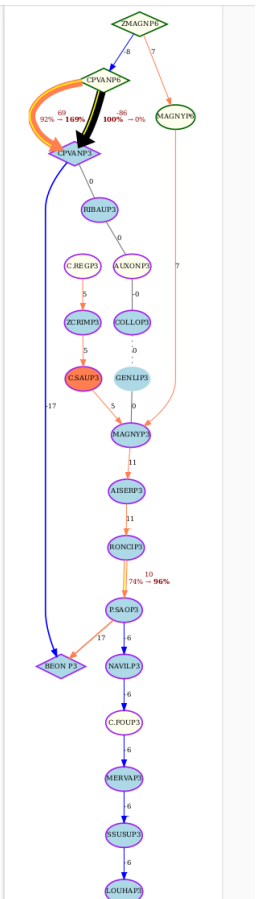 ZMAGNP6
-8
7
CPVANP6
69
92% → 169%
-86
100% → 0%
MAGNYP6
CPVANP3
0
RIBAUP3
0
C.REGP3
AUXONP3
5
-0
7
ZCRIMP3
COLLOP3
5
0
C.SAUP3
GENLIP3
-17
5
0
MAGNYP3
11
AISERP3
11
RONCIP3
10
74% → 96%
P.SAOP3
17
-6
BEON P3
NAVILP3
-6
C.FOUP3
-6
MERVAP3
-6
SSUSUP3
-6
LOUHAP3